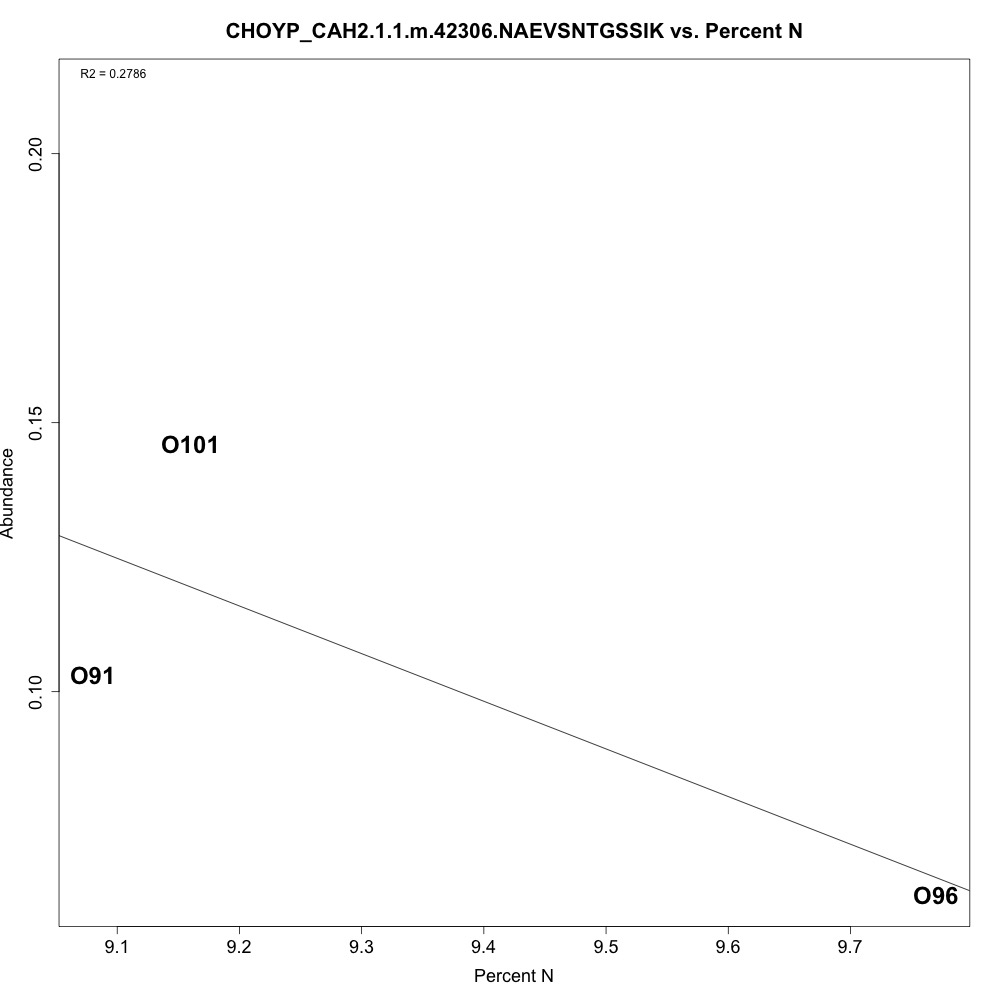 CHOYP_CAH2.1.1.m.42306.NAEVSNTGSSIK vs. Percent N
R2 = 0.2786
0.20
0.15
0.10
Abundance
O101
O91
O96
9.1 9.2 9.3 9.4 9.5 9.6 9.7
Percent N